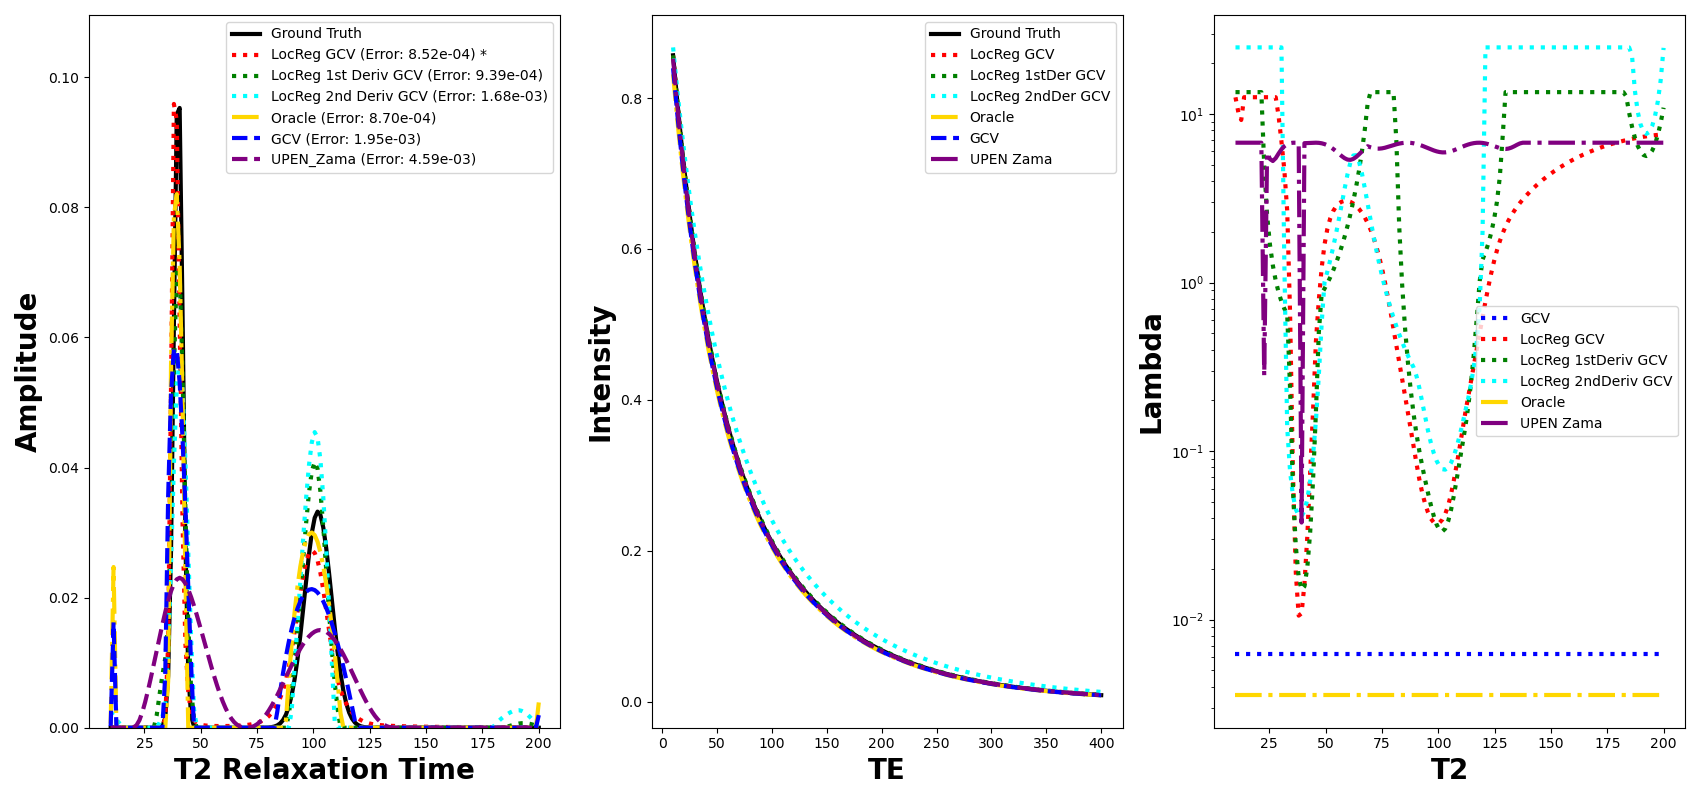 Amplitude
0.10
0.08
0.06
0.04
0.02
0.00
25
50
75
100
125
150
175
200
T2 Relaxation Time
Ground Truth
LocReg GCV (Error: 8.52e-04) *
LocReg 1st Deriv GCV (Error: 9.39e-04)
LocReg 2nd Deriv GCV (Error: 1.68e-03)
Oracle (Error: 8.70e-04)
GCV (Error: 1.95e-03)
UPEN_Zama (Error: 4.59e-03)
Intensity
0.8
0.6
0.4
0.2
0.0
0
50
100
150
200
250
300
350
400
TE
Ground Truth
LocReg GCV
LocReg 1stDer GCV
LocReg 2ndDer GCV
Oracle
GCV
UPEN Zama
Lambda
10¹
10⁰
10⁻¹
10⁻²
25
50
75
100
125
150
175
200
T2
GCV
LocReg GCV
LocReg 1stDeriv GCV
LocReg 2ndDeriv GCV
Oracle
UPEN Zama